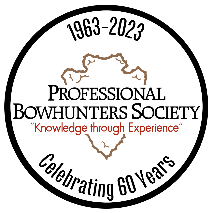 1963-2023
PROFESSIONAL
BOWHUNTERS SOCIETY
"Knowledge through Experience"
Celebrating 60 Years